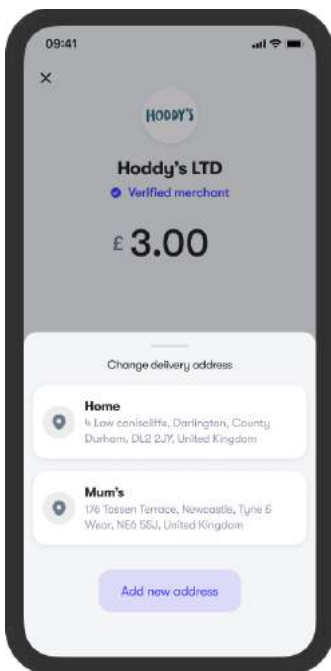 09:41
HODDY'S
Hoddy's LTD
Verified merchant
£ 3.00
Change delivery address
Home
4 Low coniscliffe, Darlington, County
Durham, DL2 2JY, United Kingdom
Mum's
176 Tossen Terrace, Newcastle, Tyne &
Wear, NE6 5SJ, United Kingdom
Add new address